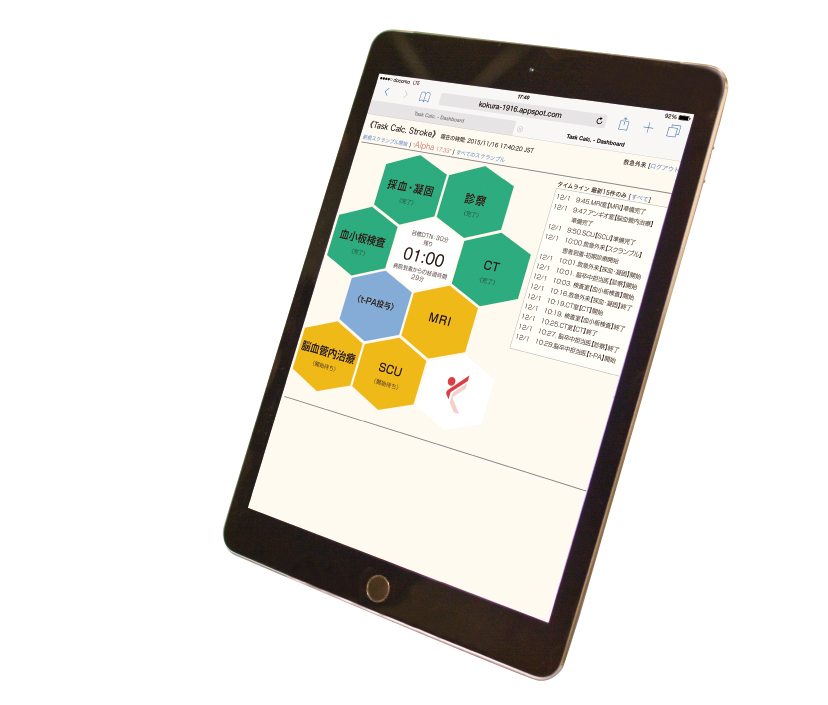 docomo LTE
17:40
92%
kokura-1916.appspot.com
Task Calc. - Dashboard
Task Calc. - Dashboard
《Task Calc. Stroke》 現在の時間: 2015/11/16 17:40:20 JST
救急外来 [ログアウト
新規スクランブル開始 | *Alpha 17:33* | すべてのスクランブル
採血・凝固
(完了)
診察
(完了)
血小板検査
(完了)
目標DTN: 30分
残り
01:00
病院到着からの経過時間
29分
CT
(完了)
(t-PA投与)
MRI
脳血管内治療
(開始待ち)
SCU
(開始待ち)
タイムライン 最新15件のみ [すべて]
12/1 9:45. MRI室【MRI】準備完了
12/1 9:47. アンギオ室【脳血管内治療】
準備完了
12/1 9:50. SCU【SCU】準備完了
12/1 10:00. 救急外来【スクランブル】
患者到着・初期診療開始
12/1 10:01. 救急外来【採血・凝固】開始
12/1 10:01. 脳卒中担当医【診察】開始
12/1 10:03. 検査室【血小板検査】開始
12/1 10:16. 救急外来【採血・凝固】終了
12/1 10:19. CT室【CT】開始
12/1 10:19. 検査室【血小板検査】終了
12/1 10:25. CT室【CT】終了
12/1 10:27. 脳卒中担当医【診察】終了
12/1 10:29. 脳卒中担当医【t-PA】開始